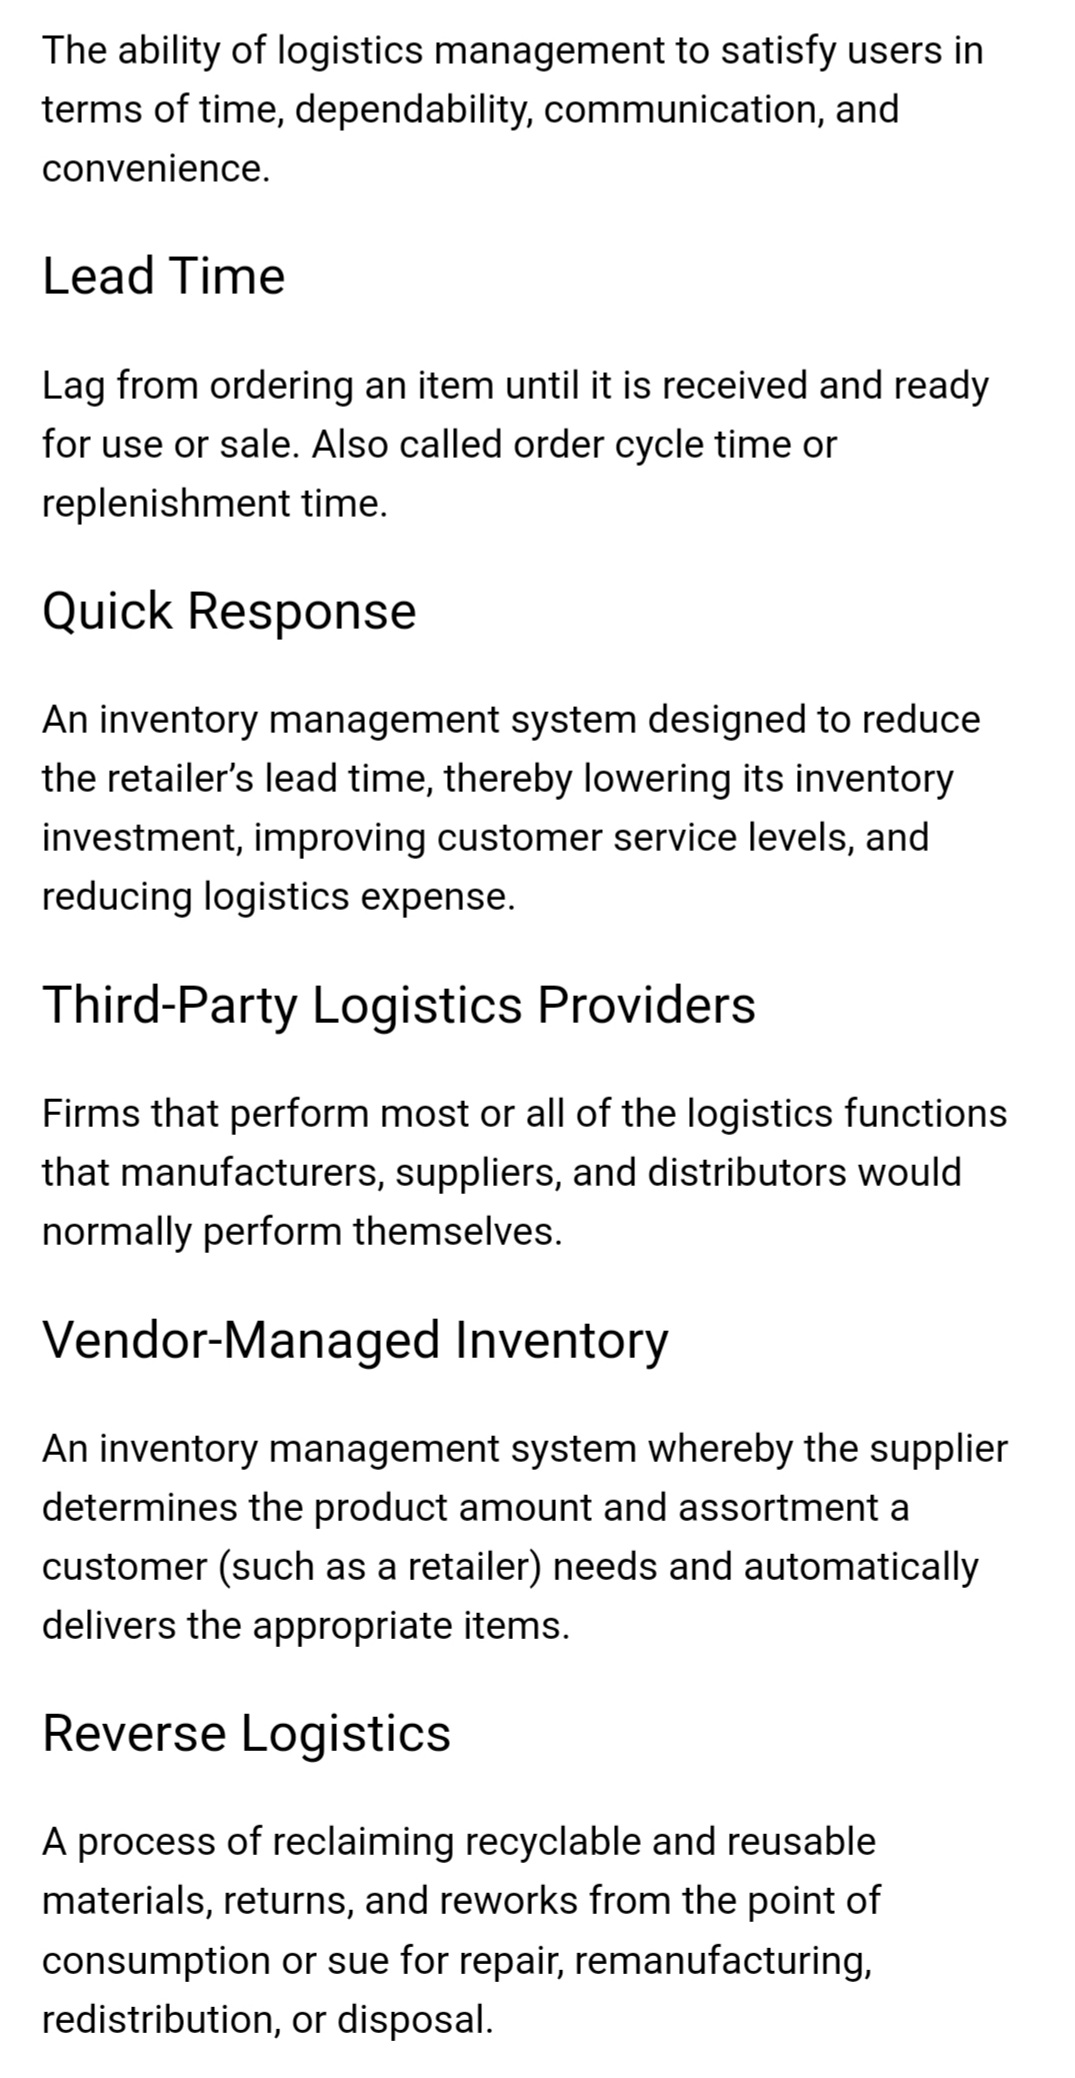 The ability of logistics management to satisfy users in
terms of time, dependability, communication, and
convenience.
Lead Time
Lag from ordering an item until it is received and ready
for use or sale. Also called order cycle time or
replenishment time.
Quick Response
An inventory management system designed to reduce
the retailer’s lead time, thereby lowering its inventory
investment, improving customer service levels, and
reducing logistics expense.
Third-Party Logistics Providers
Firms that perform most or all of the logistics functions
that manufacturers, suppliers, and distributors would
normally perform themselves.
Vendor-Managed Inventory
An inventory management system whereby the supplier
determines the product amount and assortment a
customer (such as a retailer) needs and automatically
delivers the appropriate items.
Reverse Logistics
A process of reclaiming recyclable and reusable
materials, returns, and reworks from the point of
consumption or sue for repair, remanufacturing,
redistribution, or disposal.